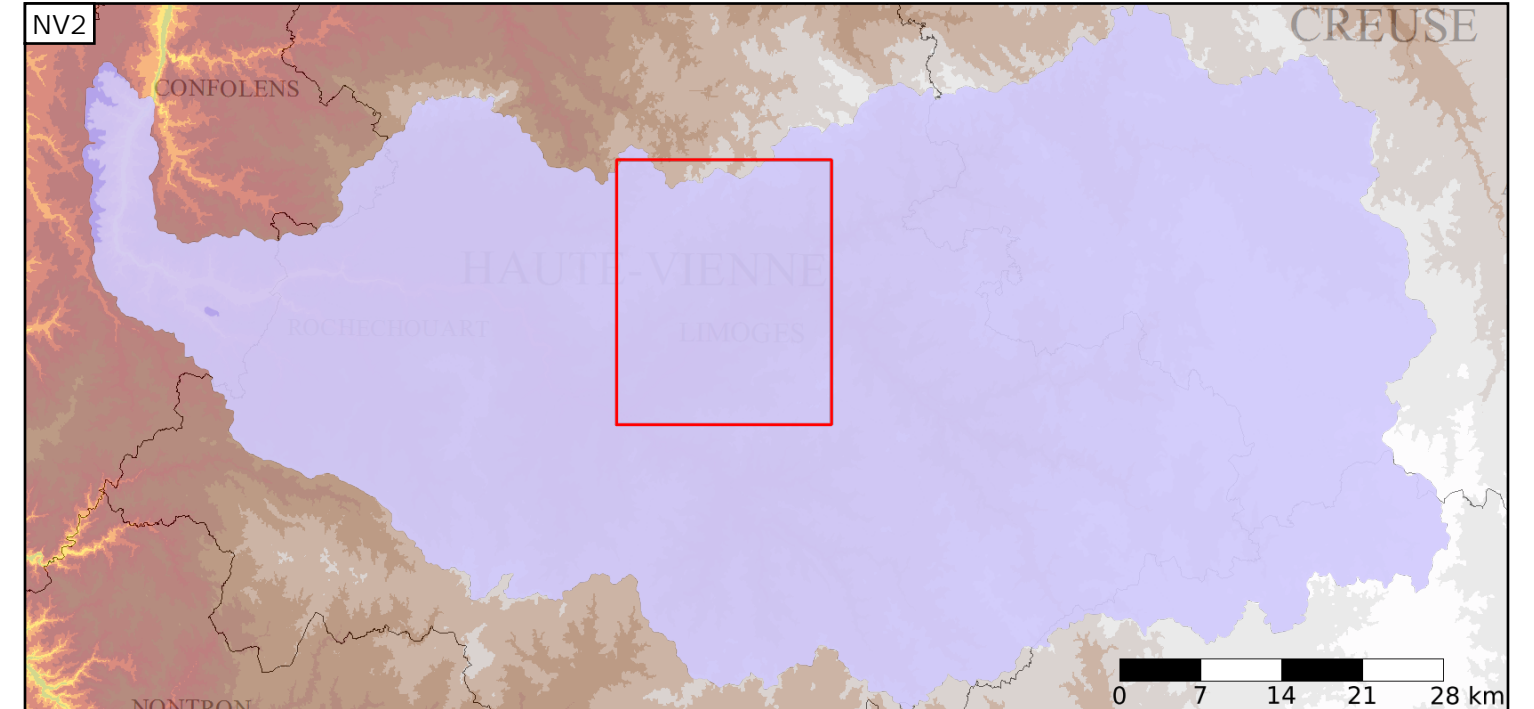 NV2
CREUSE
CONFOLENS
HAUTE-VIENNE
ROCHECHOUART
LIMOGES
NONTRON
0 7 14 21 28 km